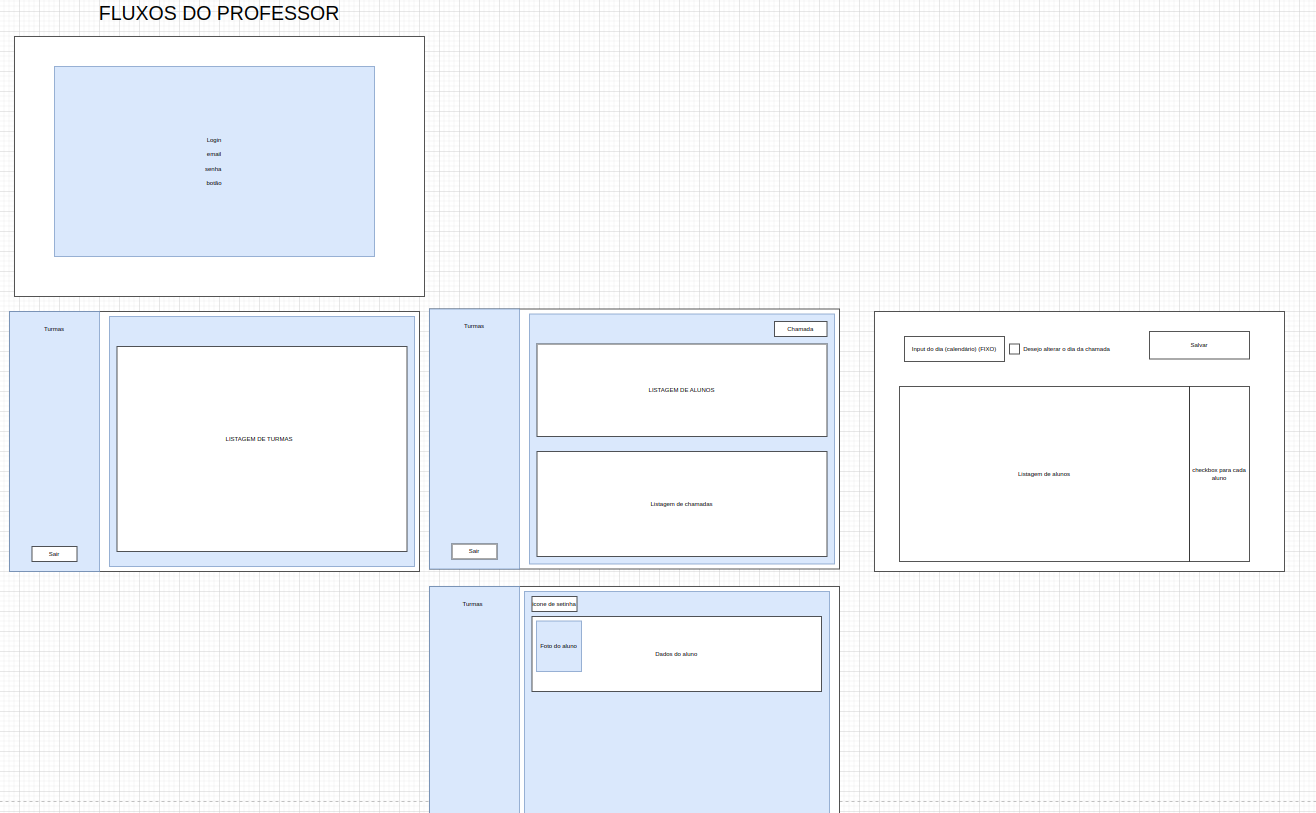 FLUXOS DO PROFESSOR
Login
email
senha
botão
Turmas
LISTAGEM DE TURMAS
Sair
Turmas
Chamada
LISTAGEM DE ALUNOS
Listagem de chamadas
Sair
Input do dia (calendário) (FIXO)
Desejo alterar o dia da chamada
Salvar
Listagem de alunos
checkbox para cada
aluno
Turmas
icone de setinha
Foto do aluno
Dados do aluno